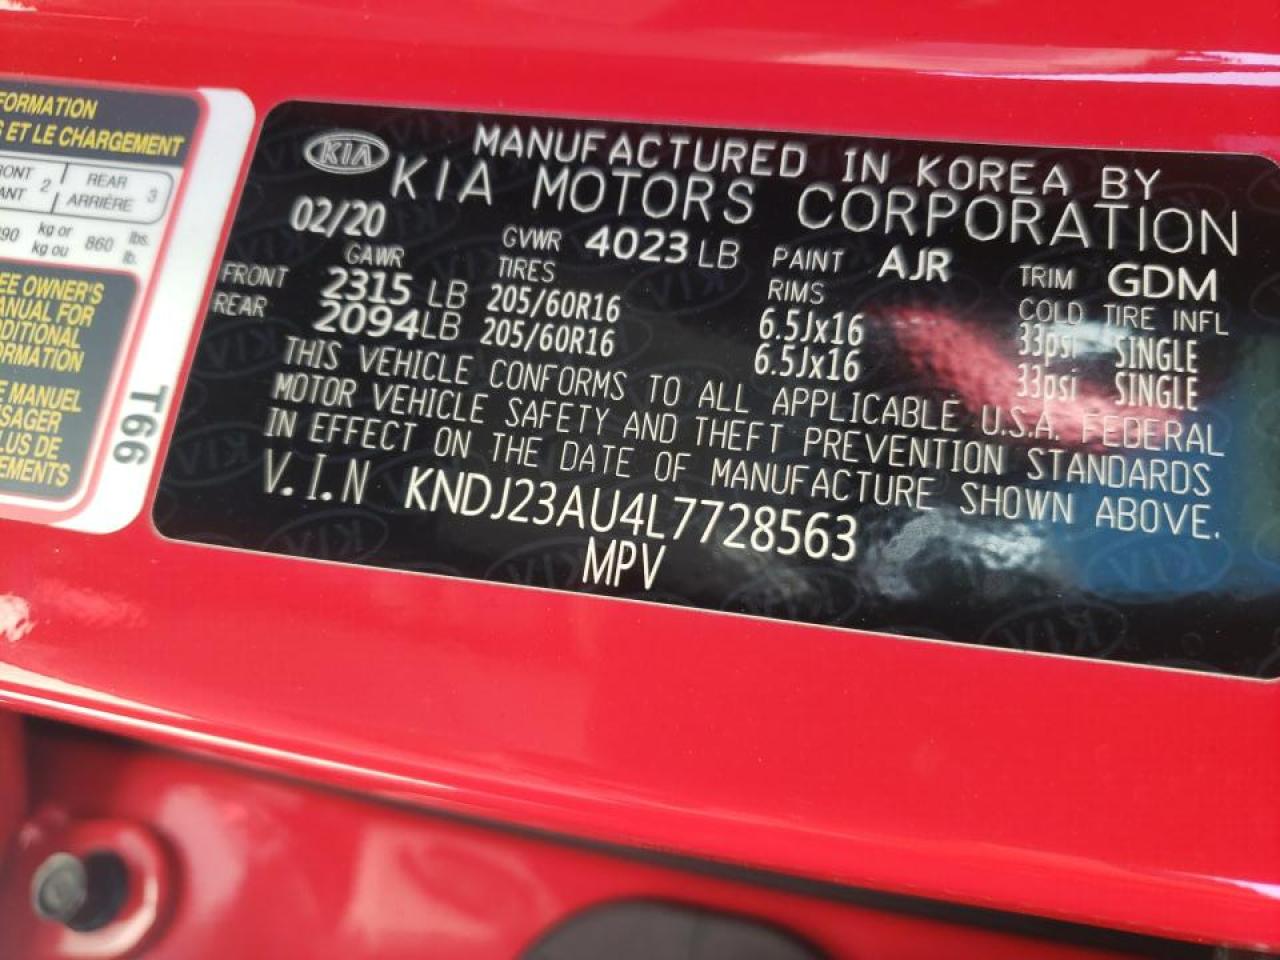 FORMATION
S ET LE CHARGEMENT
2 REAR ARRIÈRE 3
kg or kg ou 860 lbs. lb.
EE OWNER'S
ANUAL FOR
DDITIONAL
FORMATION
E MANUEL
SAGER
LUS DE
EMENTS
T66
KIA MANUFACTURED IN KOREA BY
KIA MOTORS CORPORATION
02/20 GVWR 4023 LB PAINT AJR TRIM GDM
GAWR TIRES RIMS COLD TIRE INFL
FRONT 2315 LB 205/60R16 6.5Jx16 33psi SINGLE
REAR 2094LB 205/60R16 6.5Jx16 33psi SINGLE
THIS VEHICLE CONFORMS TO ALL APPLICABLE U.S.A. FEDERAL
MOTOR VEHICLE SAFETY AND THEFT PREVENTION STANDARDS
IN EFFECT ON THE DATE OF MANUFACTURE SHOWN ABOVE.
V.I.N KNDJ23AU4L7728563
MPV